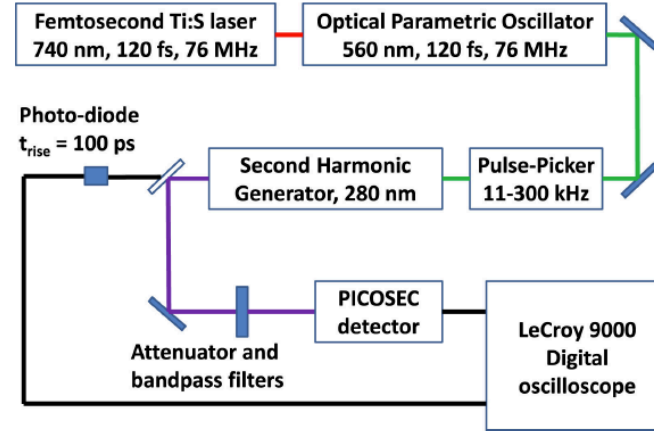 Femtosecond Ti:S laser
740 nm, 120 fs, 76 MHz
Optical Parametric Oscillator
560 nm, 120 fs, 76 MHz
Photo-diode
trise = 100 ps
Second Harmonic
Generator, 280 nm
Pulse-Picker
11-300 kHz
PICOSEC
detector
LeCroy 9000
Digital
oscilloscope
Attenuator and
bandpass filters